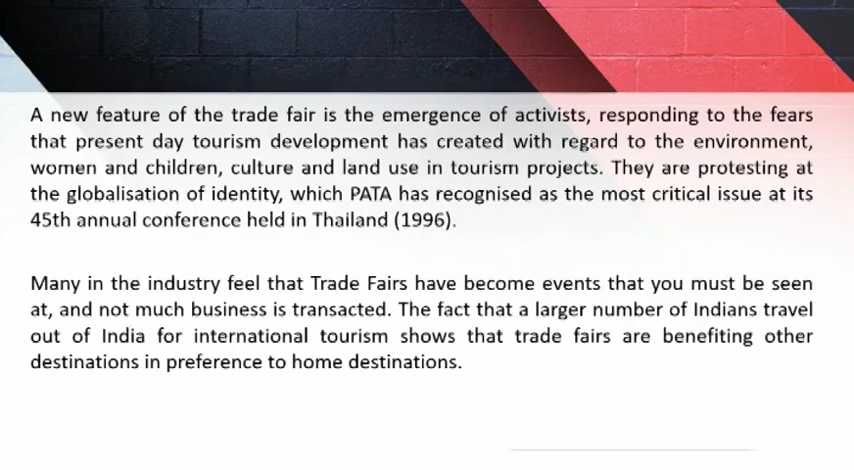 A new feature of the trade fair is the emergence of activists, responding to the fears
that present day tourism development has created with regard to the environment,
women and children, culture and land use in tourism projects. They are protesting at
the globalisation of identity, which PATA has recognised as the most critical issue at its
45th annual conference held in Thailand (1996).
Many in the industry feel that Trade Fairs have become events that you must be seen
at, and not much business is transacted. The fact that a larger number of Indians travel
out of India for international tourism shows that trade fairs are benefiting other
destinations in preference to home destinations.